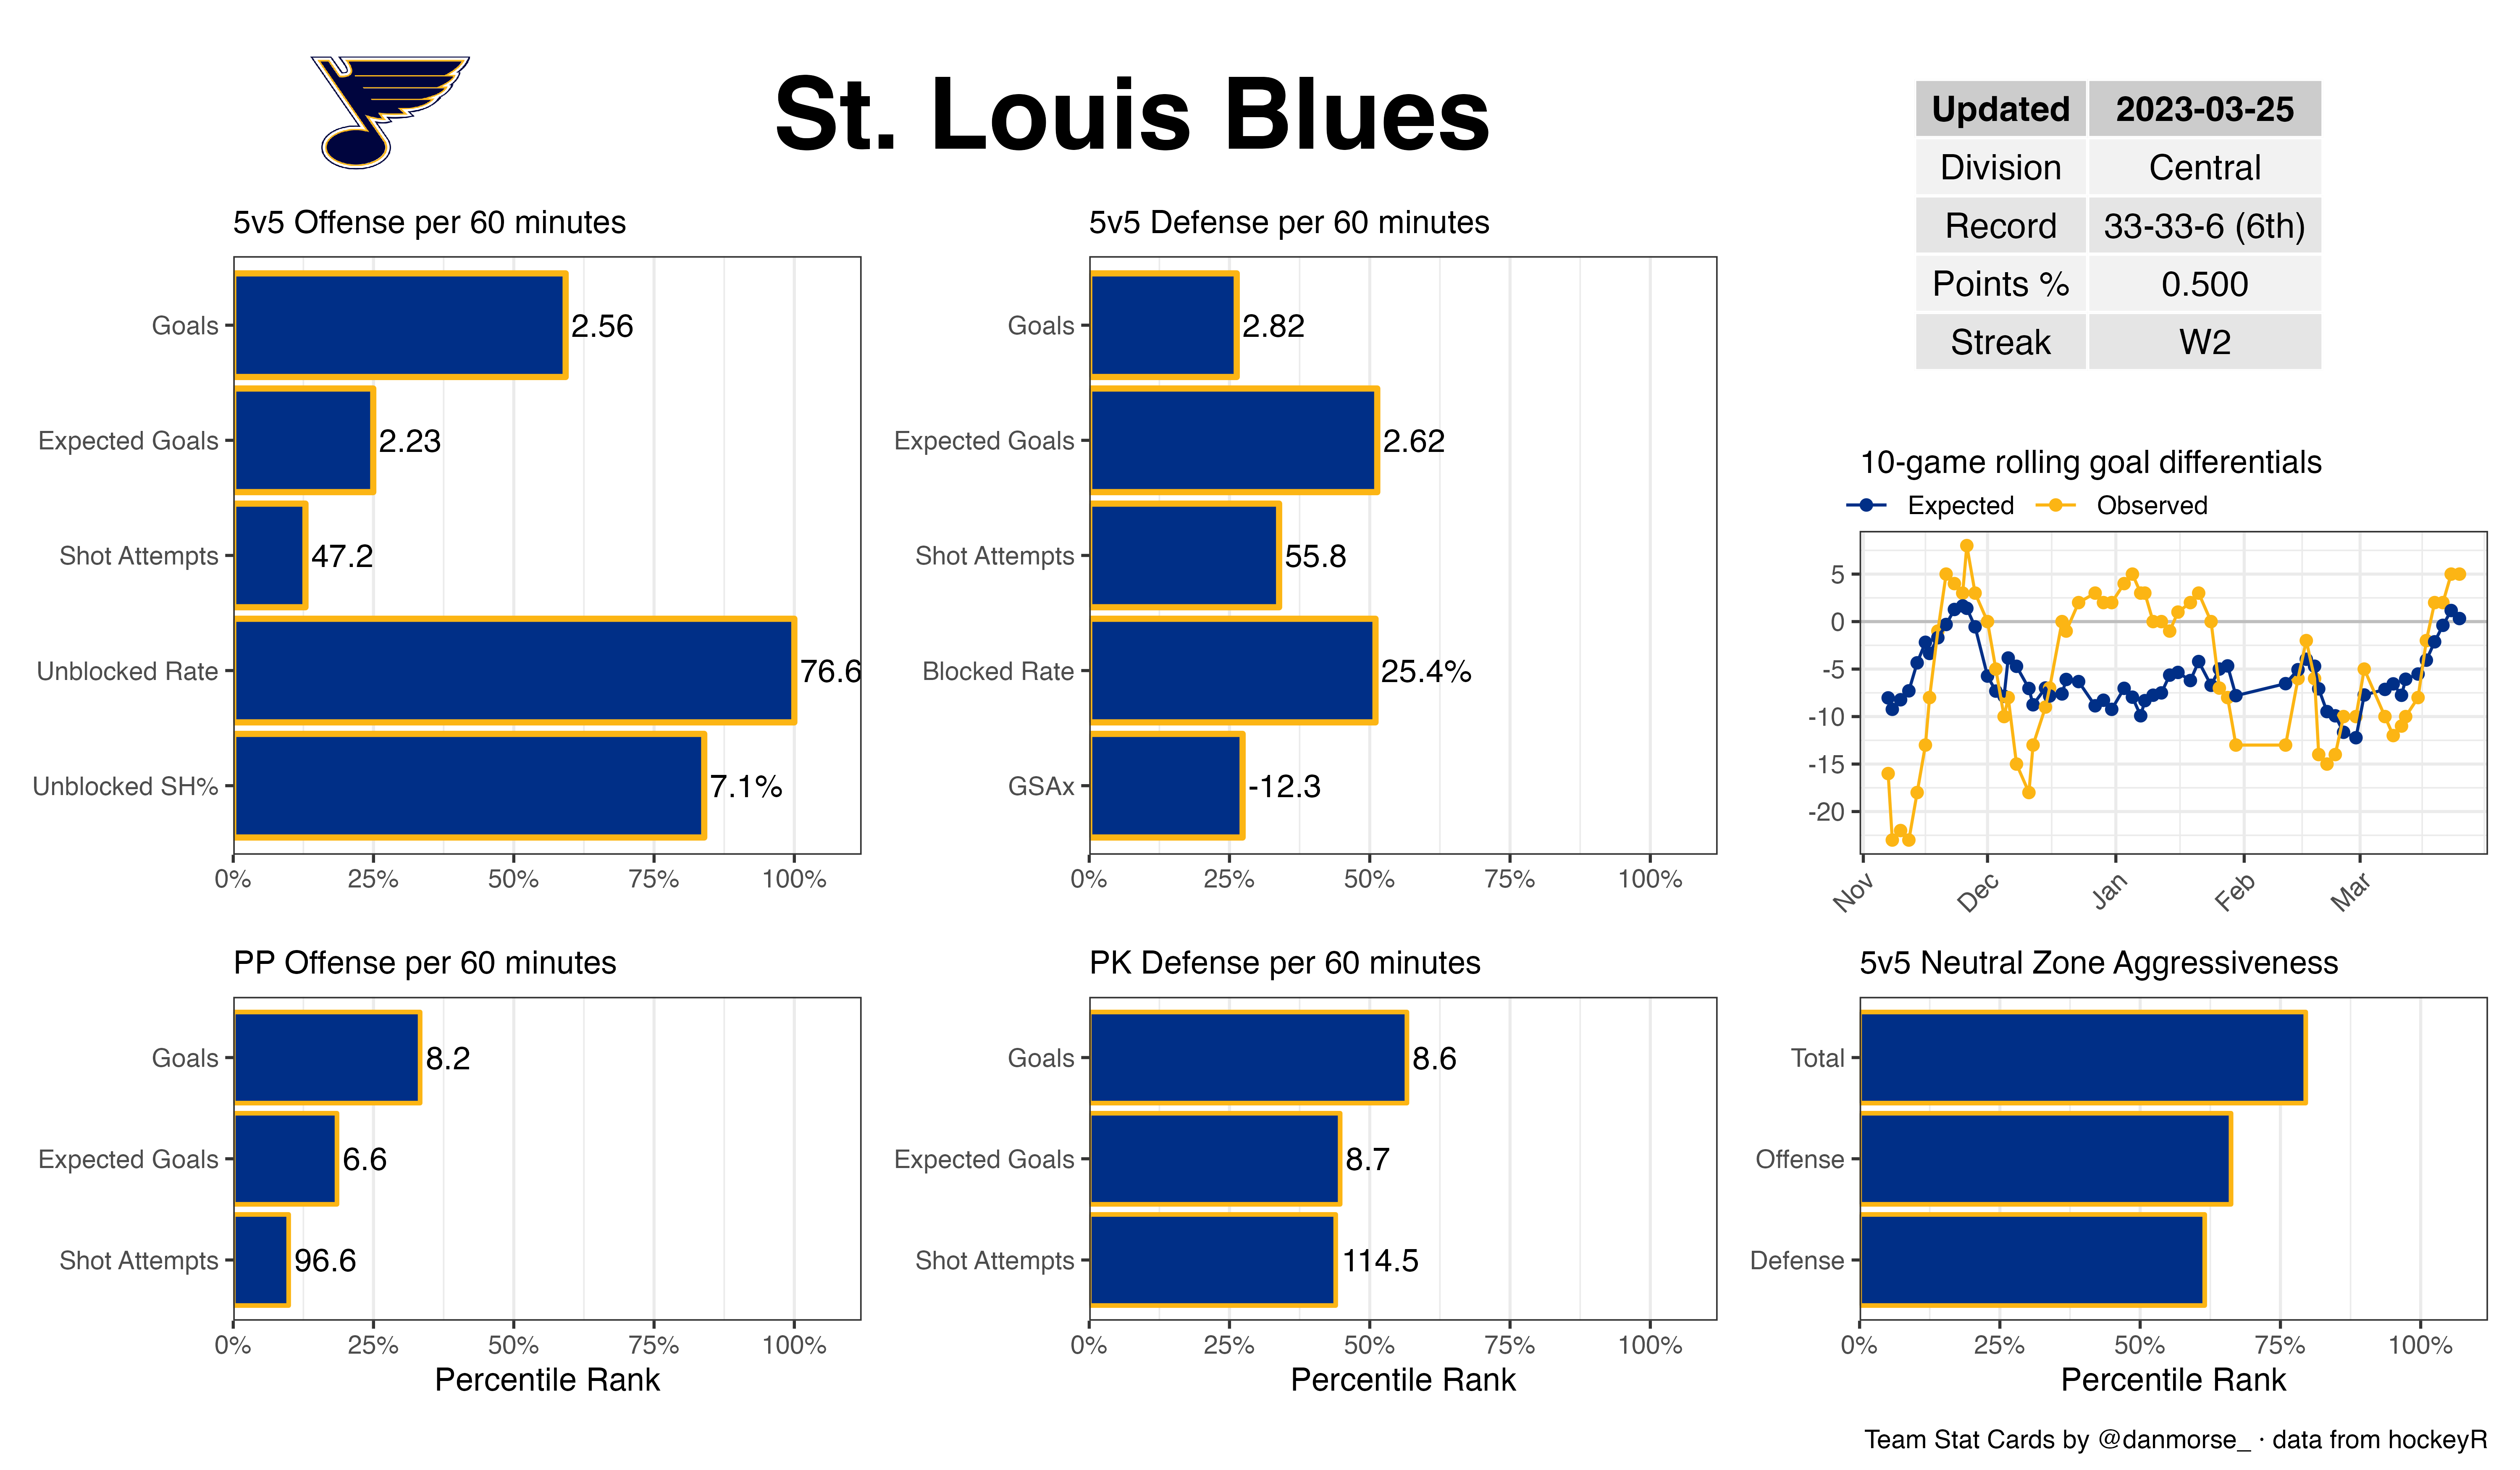 St. Louis Blues
Updated 2023-03-25
Division Central
Record 33-33-6 (6th)
Points % 0.500
Streak W2
5v5 Offense per 60 minutes
Goals 2.56
Expected Goals 2.23
Shot Attempts 47.2
Unblocked Rate 76.6
Unblocked SH% 7.1%
0% 25% 50% 75% 100%
5v5 Defense per 60 minutes
Goals 2.82
Expected Goals 2.62
Shot Attempts 55.8
Blocked Rate 25.4%
GSAx -12.3
0% 25% 50% 75% 100%
10-game rolling goal differentials
Expected Observed
5
0
-5
-10
-15
-20
Nov Dec Jan Feb Mar
PP Offense per 60 minutes
Goals 8.2
Expected Goals 6.6
Shot Attempts 96.6
0% 25% 50% 75% 100%
Percentile Rank
PK Defense per 60 minutes
Goals 8.6
Expected Goals 8.7
Shot Attempts 114.5
0% 25% 50% 75% 100%
Percentile Rank
5v5 Neutral Zone Aggressiveness
Total
Offense
Defense
0% 25% 50% 75% 100%
Percentile Rank
Team Stat Cards by @danmorse_ · data from hockeyR